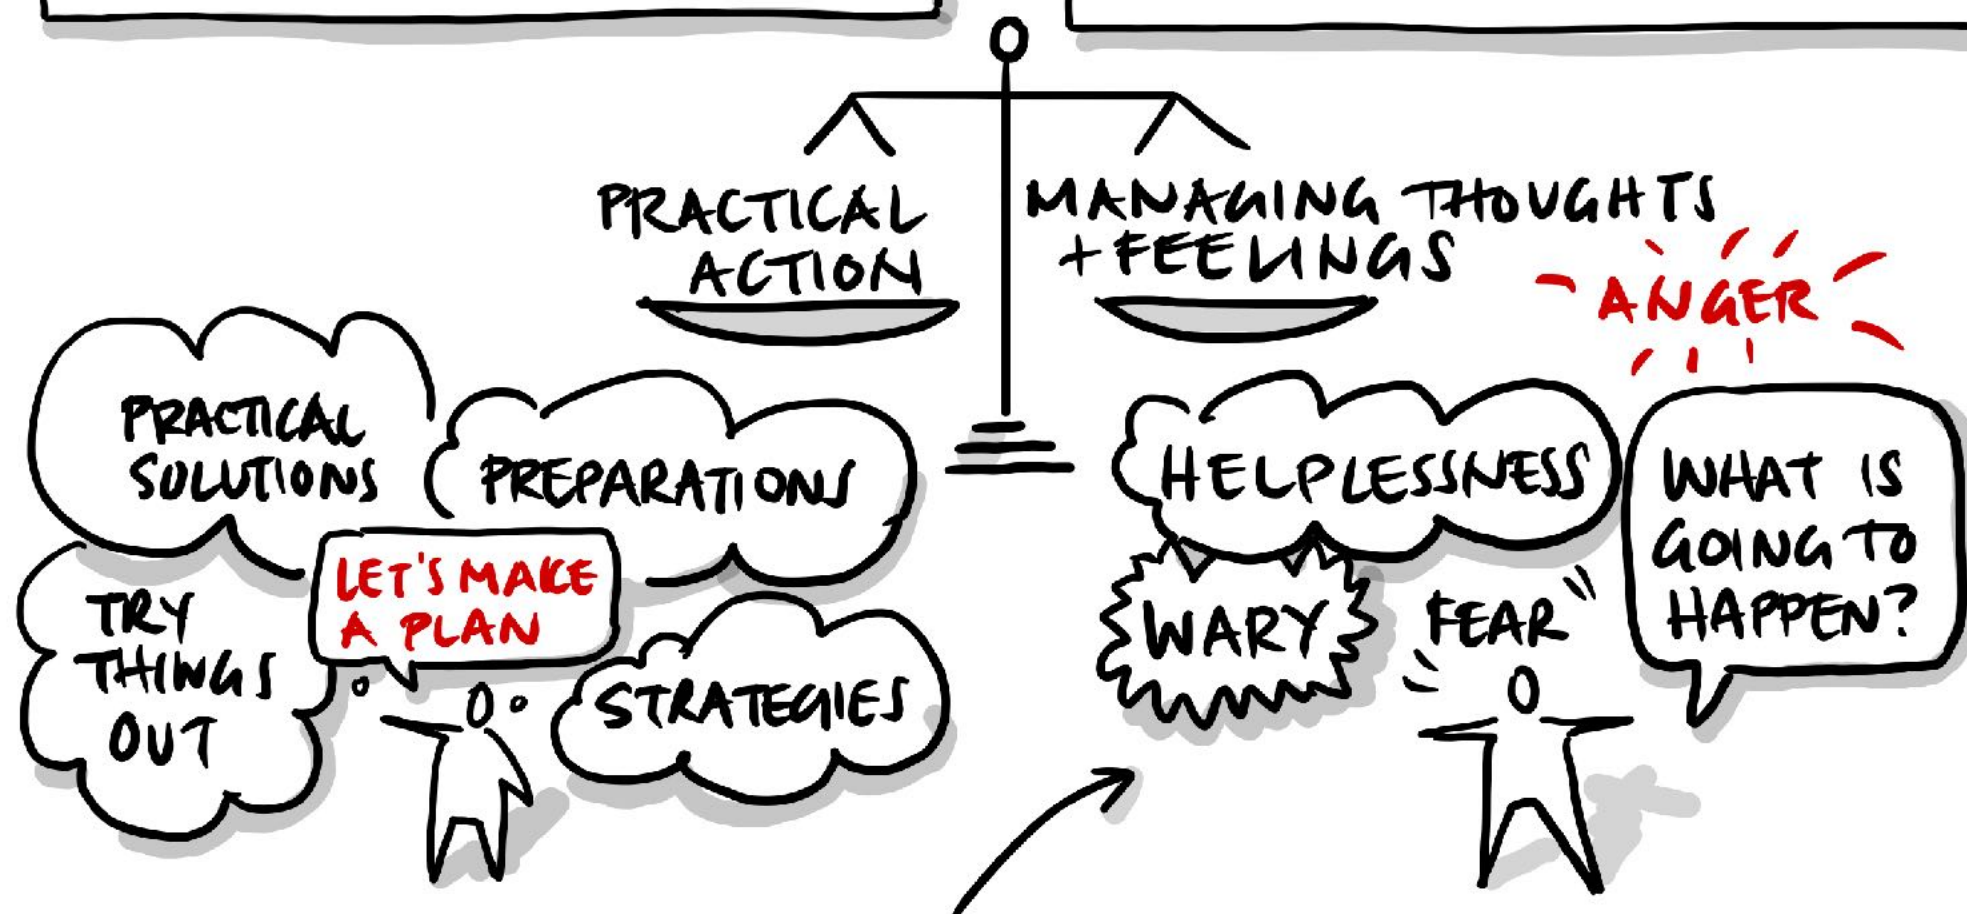 PRACTICAL
ACTION
MANAGING THOUGHTS
+ FEELINGS
ANGER
PRACTICAL
SOLUTIONS
PREPARATIONS
LET'S MAKE
A PLAN
TRY
THINGS
OUT
STRATEGIES
HELPLESSNESS
WARY
FEAR
WHAT IS
GOING TO
HAPPEN?